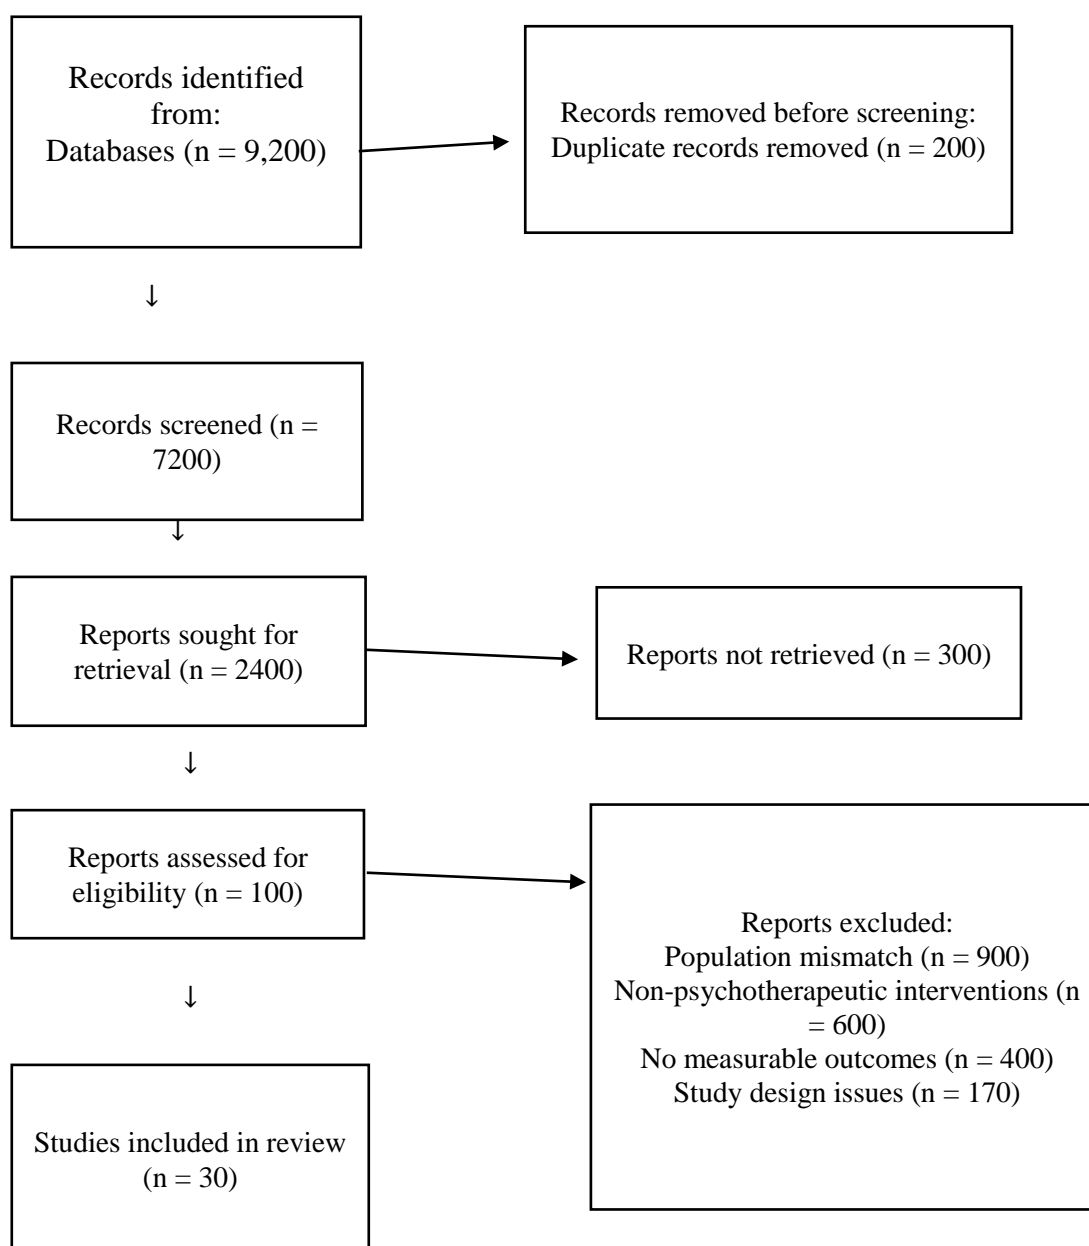 Records identified
from:
Databases (n = 9,200)
Records removed before screening:
Duplicate records removed (n = 200)
↓
Records screened (n =
7200)
↓
Reports sought for
retrieval (n = 2400)
Reports not retrieved (n = 300)
↓
Reports assessed for
eligibility (n = 100)
Reports excluded:
Population mismatch (n = 900)
Non-psychotherapeutic interventions (n
= 600)
No measurable outcomes (n = 400)
Study design issues (n = 170)
↓
Studies included in review
(n = 30)